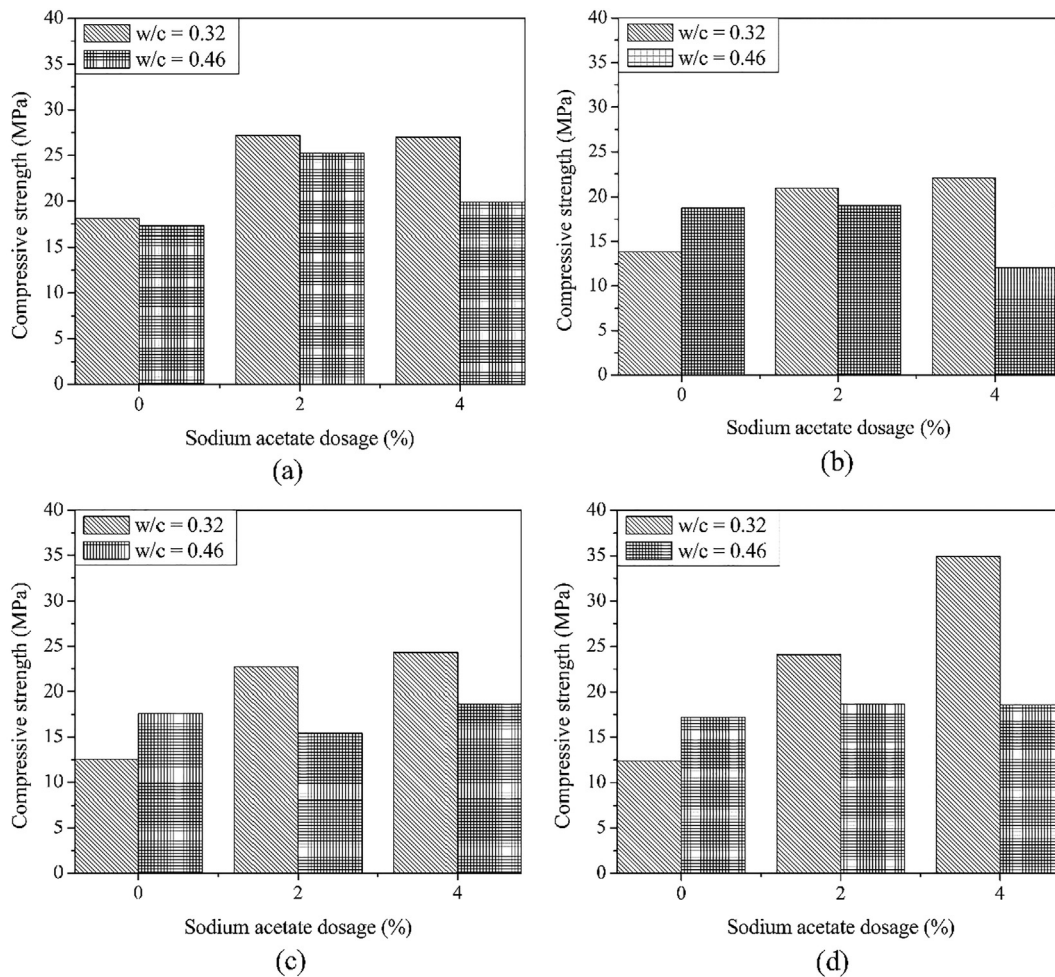 40
35
30
25
20
15
10
5
0
Compressive strength (MPa)
w/c = 0.32
w/c = 0.46
0
2
4
Sodium acetate dosage (%)
(a)
40
35
30
25
20
15
10
5
0
Compressive strength (MPa)
w/c = 0.32
w/c = 0.46
0
2
4
Sodium acetate dosage (%)
(b)
40
35
30
25
20
15
10
5
0
Compressive strength (MPa)
w/c = 0.32
w/c = 0.46
0
2
4
Sodium acetate dosage (%)
(c)
40
35
30
25
20
15
10
5
0
Compressive strength (MPa)
w/c = 0.32
w/c = 0.46
0
2
4
Sodium acetate dosage (%)
(d)